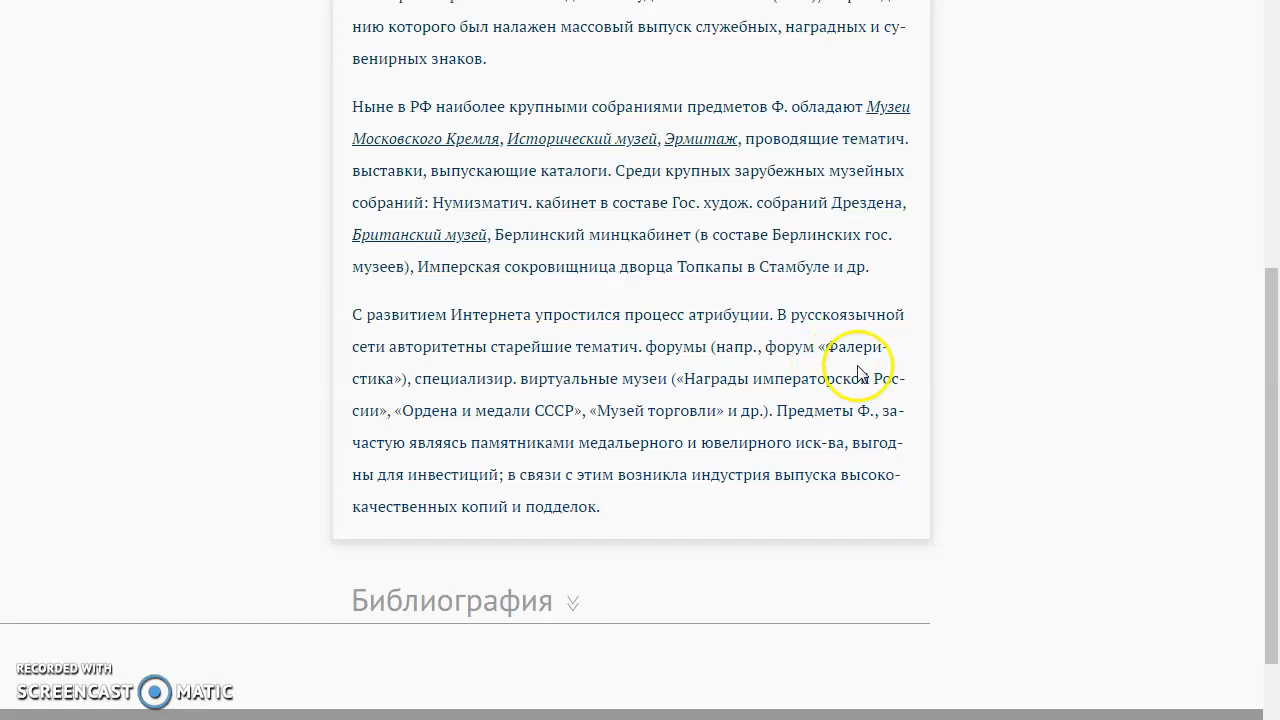 нию которого был налажен массовый выпуск служебных, наградных и су-
венирных знаков.
Ныне в РФ наиболее крупными собраниями предметов Ф. обладают Музеи
Московского Кремля, Исторический музей, Эрмитаж, проводящие тематич.
выставки, выпускающие каталоги. Среди крупных зарубежных музейных
собраний: Нумизматич. кабинет в составе Гос. худож. собраний Дрездена,
Британский музей, Берлинский минцкабинет (в составе Берлинских гос.
музеев), Имперская сокровищница дворца Топкапы в Стамбуле и др.
С развитием Интернета упростился процесс атрибуции. В русскоязычной
сети авторитетны старейшие тематич. форумы (напр., форум «Фалери-
стика»), специализир. виртуальные музеи («Награды императорской Рос-
сии», «Ордена и медали СССР», «Музей торговли» и др.). Предметы Ф., за-
частую являясь памятниками медальерного и ювелирного иск-ва, выгод-
ны для инвестиций; в связи с этим возникла индустрия выпуска высоко-
качественных копий и подделок.
Библиография
RECORDED WITH
SCREENCAST MATIC